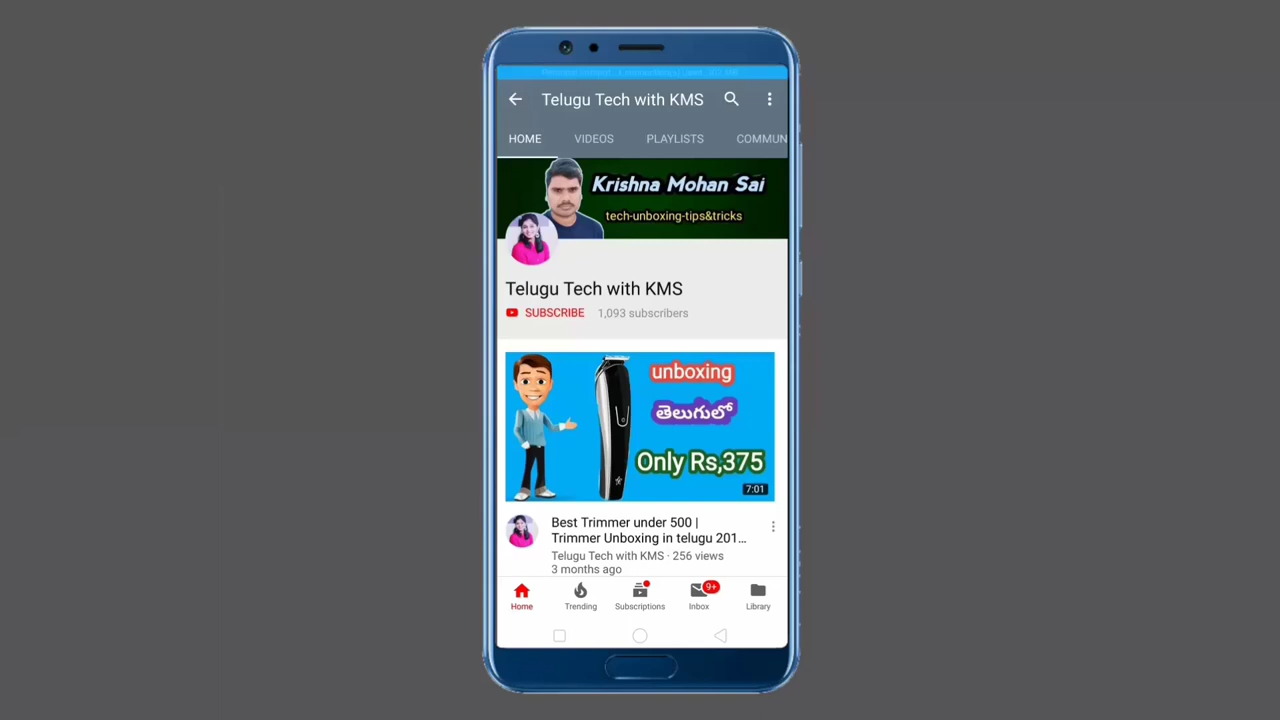 Telugu Tech with KMS
HOME VIDEOS PLAYLISTS COMMUN
Krishna Mohan Sai
tech-unboxing-tips&tricks
Telugu Tech with KMS
SUBSCRIBE 1,093 subscribers
unboxing
తెలుగులో
Only Rs,375
7:01
Best Trimmer under 500 |
Trimmer Unboxing in telugu 201...
Telugu Tech with KMS · 256 views
3 months ago
9+
Home Trending Subscriptions Inbox Library